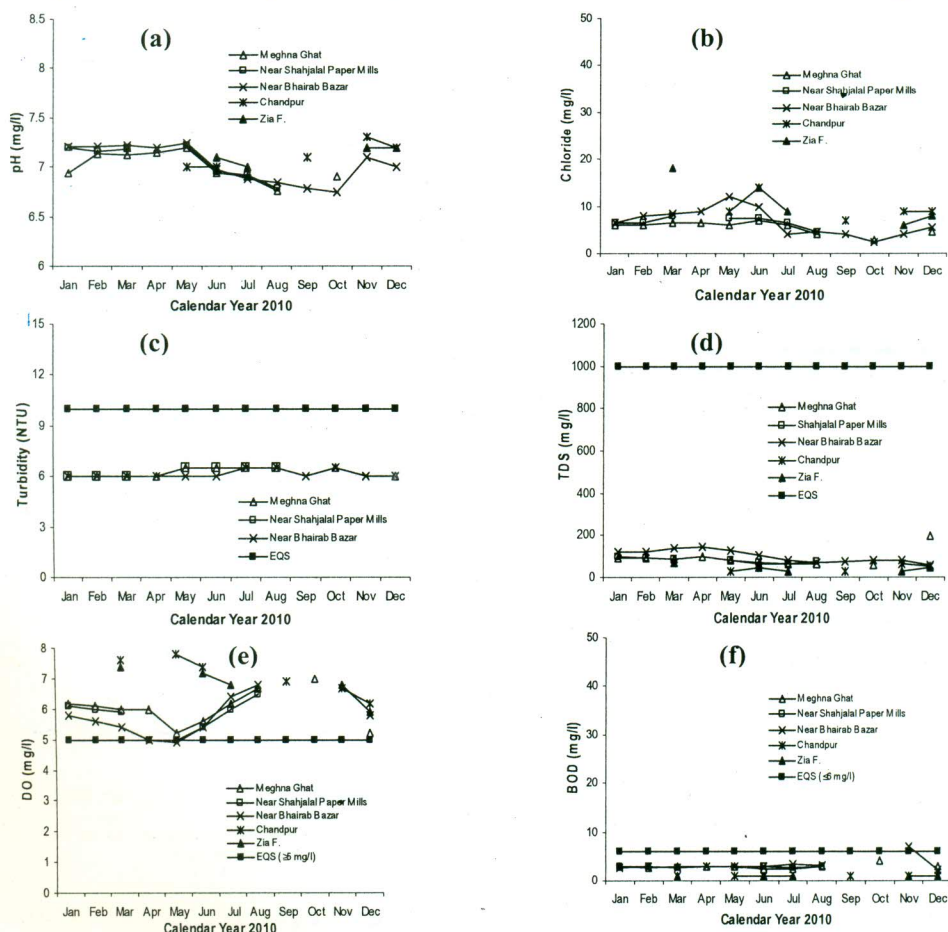 (a)
8.5
8
7.5
7
6.5
6
pH (mg/l)
Meghna Ghat
Near Shahjalal Paper Mills
Near Bhairab Bazar
Chandpur
Zia F.
Jan Feb Mar Apr May Jun Jul Aug Sep Oct Nov Dec
Calendar Year 2010
(b)
50
40
30
20
10
0
Chloride (mg/l)
Meghna Ghat
Near Shahjalal Paper Mills
Near Bhairab Bazar
Chandpur
Zia F.
Jan Feb Mar Apr May Jun Jul Aug Sep Oct Nov Dec
Calendar Year 2010
(c)
15
12
9
6
3
0
Turbidity (NTU)
Meghna Ghat
Near Shahjalal Paper Mills
Near Bhairab Bazar
EQS
Jan Feb Mar Apr May Jun Jul Aug Sep Oct Nov Dec
Calendar Year 2010
(d)
1000
800
600
400
200
0
TDS (mg/l)
Meghna Ghat
Shahjalal Paper Mills
Near Bhairab Bazar
Chandpur
Zia F.
EQS
Jan Feb Mar Apr May Jun Jul Aug Sep Oct Nov Dec
Calendar Year 2010
(e)
8
7
6
5
4
3
2
1
0
DO (mg/l)
Meghna Ghat
Near Shahjalal Paper Mills
Near Bhairab Bazar
Chandpur
Zia F.
EQS (≥5 mg/l)
Jan Feb Mar Apr May Jun Jul Aug Sep Oct Nov Dec
Calendar Year 2010
(f)
50
40
30
20
10
0
BOD (mg/l)
Meghna Ghat
Near Shahjalal Paper Mills
Near Bhairab Bazar
Chandpur
Zia F.
EQS (≤6 mg/l)
Jan Feb Mar Apr May Jun Jul Aug Sep Oct Nov Dec
Calendar Year 2010